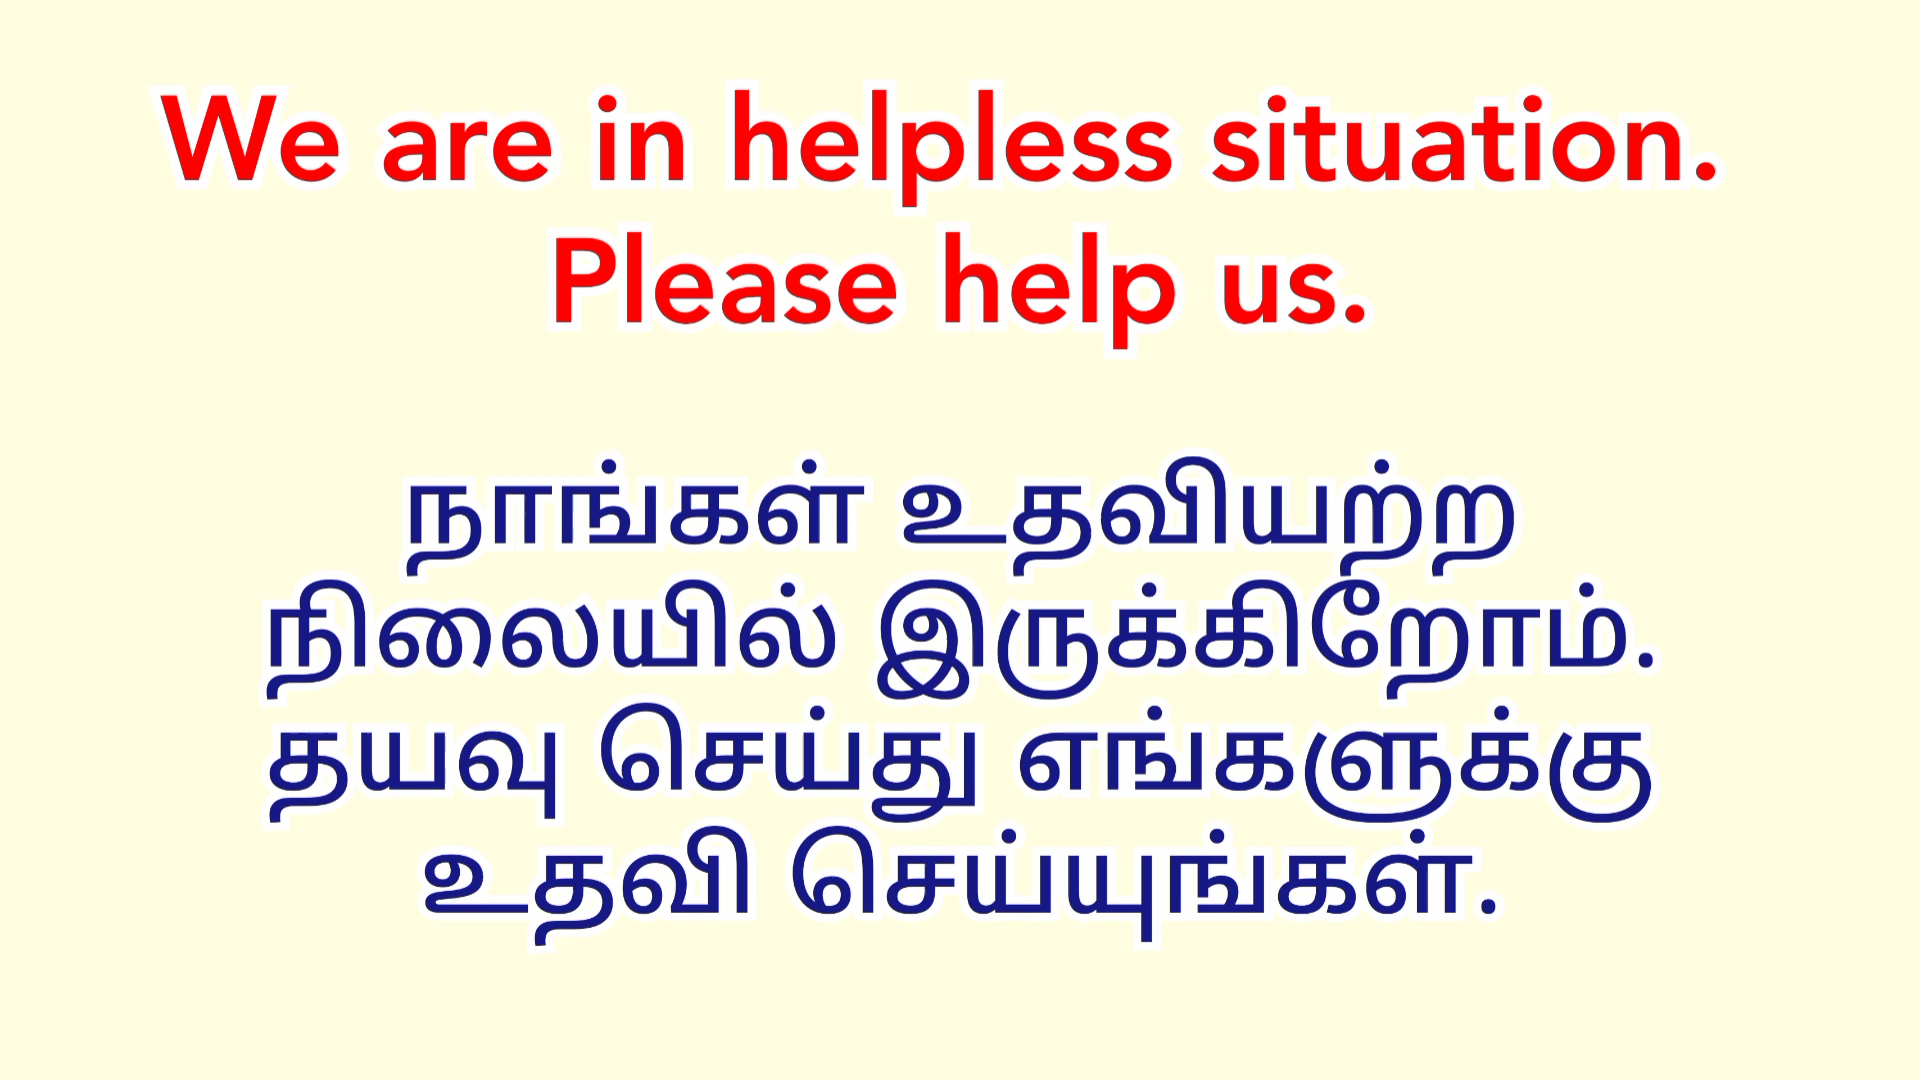 We are in helpless situation.
Please help us.
நாங்கள் உதவியற்ற
நிலையில் இருக்கிறோம்.
தயவு செய்து எங்களுக்கு
உதவி செய்யுங்கள்.